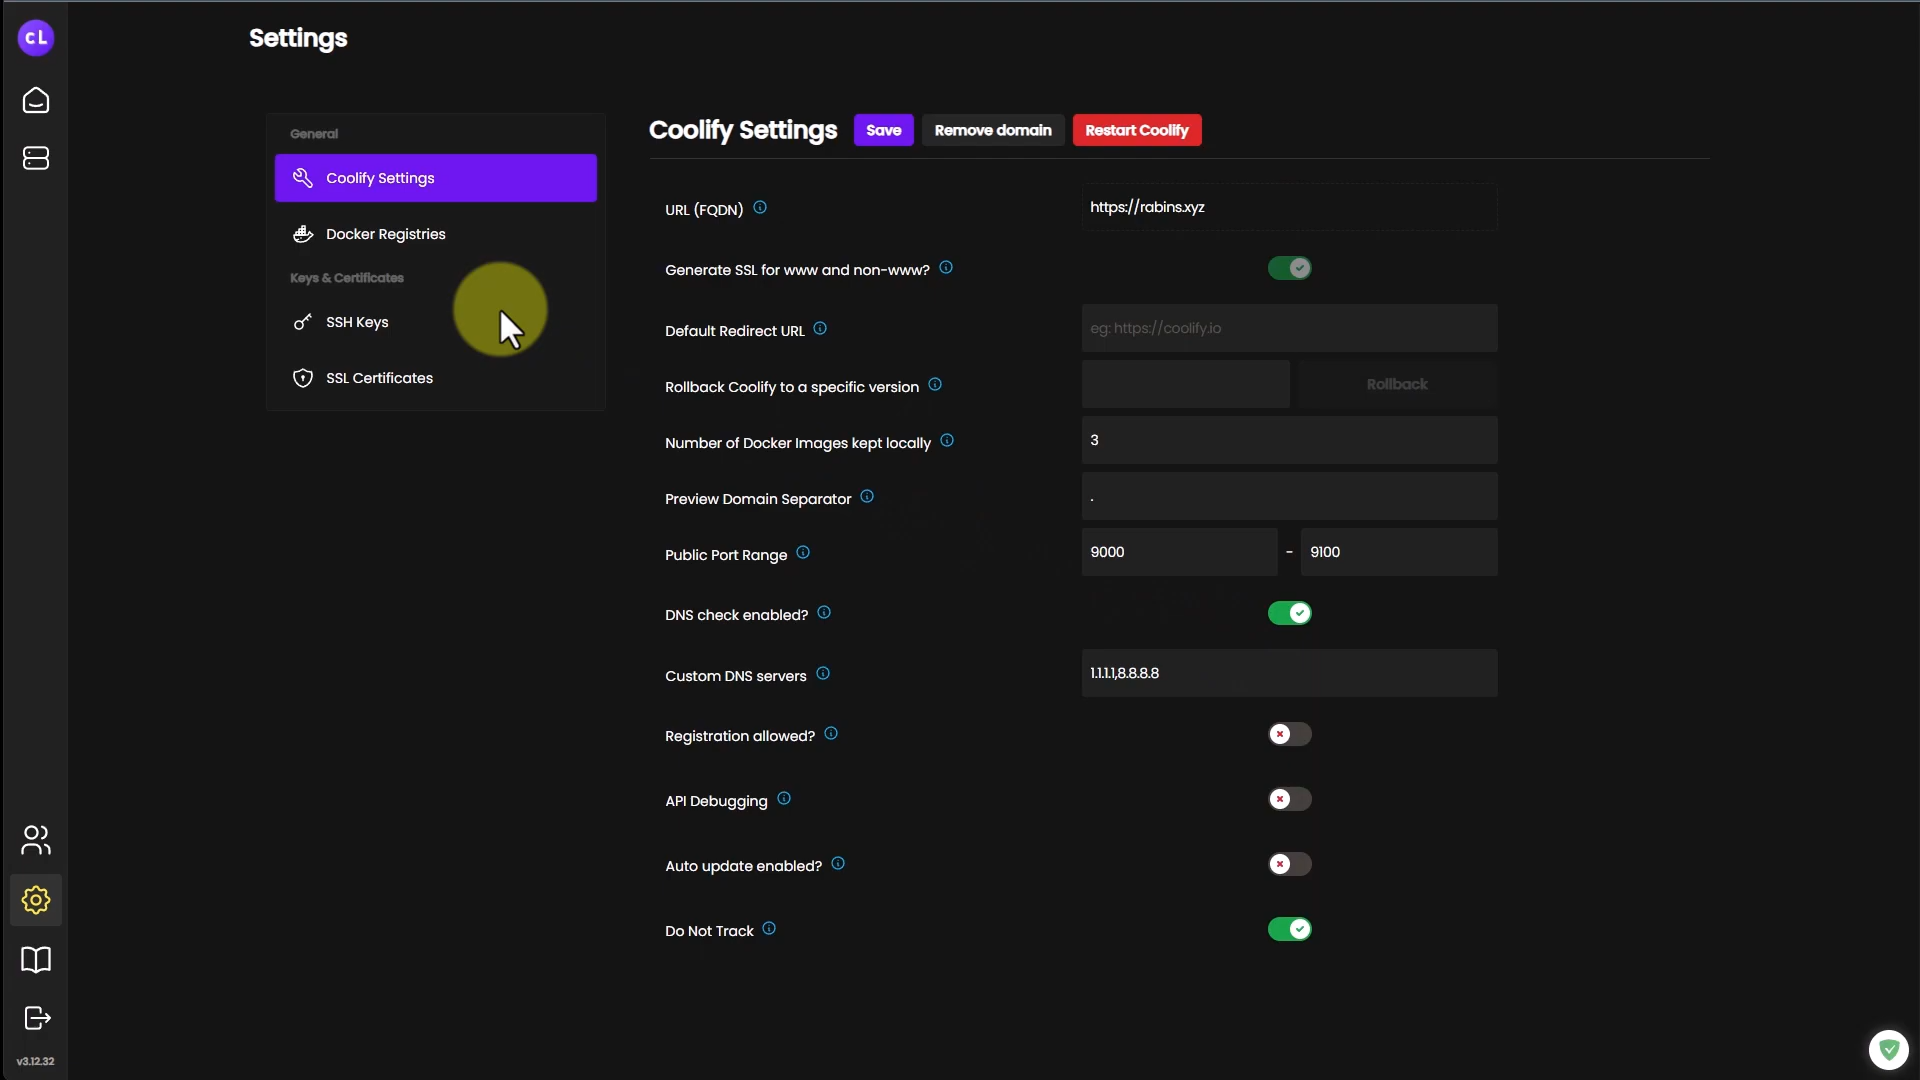 cL
Settings
General
Coolify Settings
Docker Registries
Keys & Certificates
SSH Keys
SSL Certificates
Coolify Settings Save Remove domain Restart Coolify
URL (FQDN) https://rabins.xyz
Generate SSL for www and non-www?
Default Redirect URL eg: https://coolify.io
Rollback Coolify to a specific version Rollback
Number of Docker Images kept locally 3
Preview Domain Separator .
Public Port Range 9000 - 9100
DNS check enabled?
Custom DNS servers 1.1.1.1,8.8.8.8
Registration allowed?
API Debugging
Auto update enabled?
Do Not Track
v3.12.32